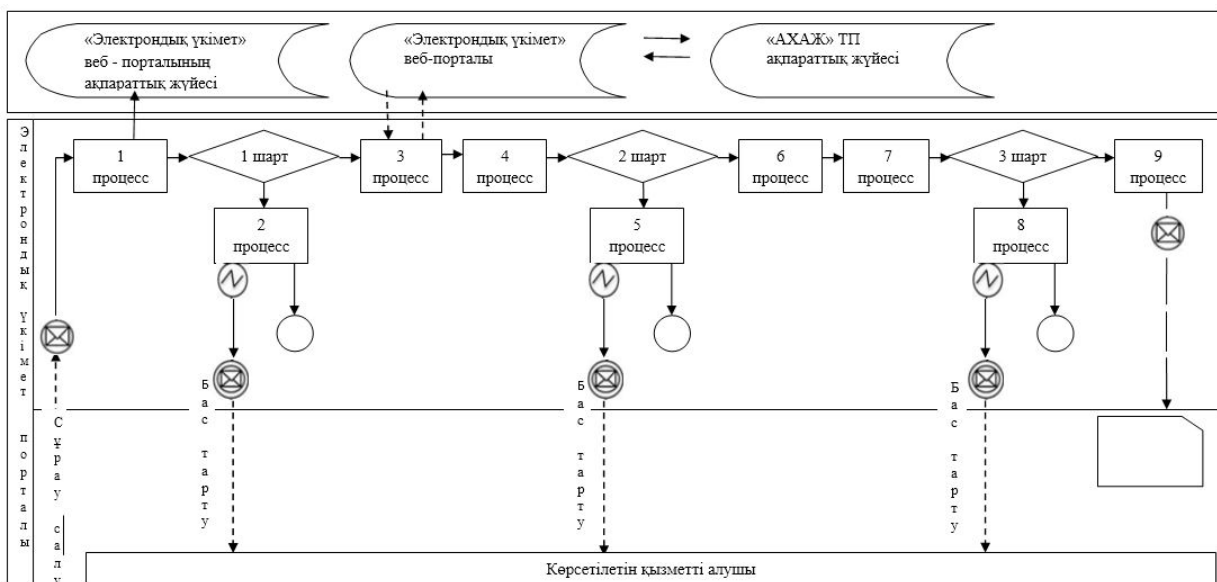 «Электрондық үкімет»
веб - порталының
ақпараттық жүйесі
«Электрондық үкімет»
веб-порталы
«АХАЖ» ТП
ақпараттық жүйесі
Электрондық үкімет порталы
1
процесс
1 шарт
3
процесс
4
процесс
2 шарт
6
процесс
7
процесс
3 шарт
9
процесс
2
процесс
5
процесс
8
процесс
Сұрау салу
Бас тарту
Бас тарту
Бас тарту
Көрсетілетін қызметті алушы